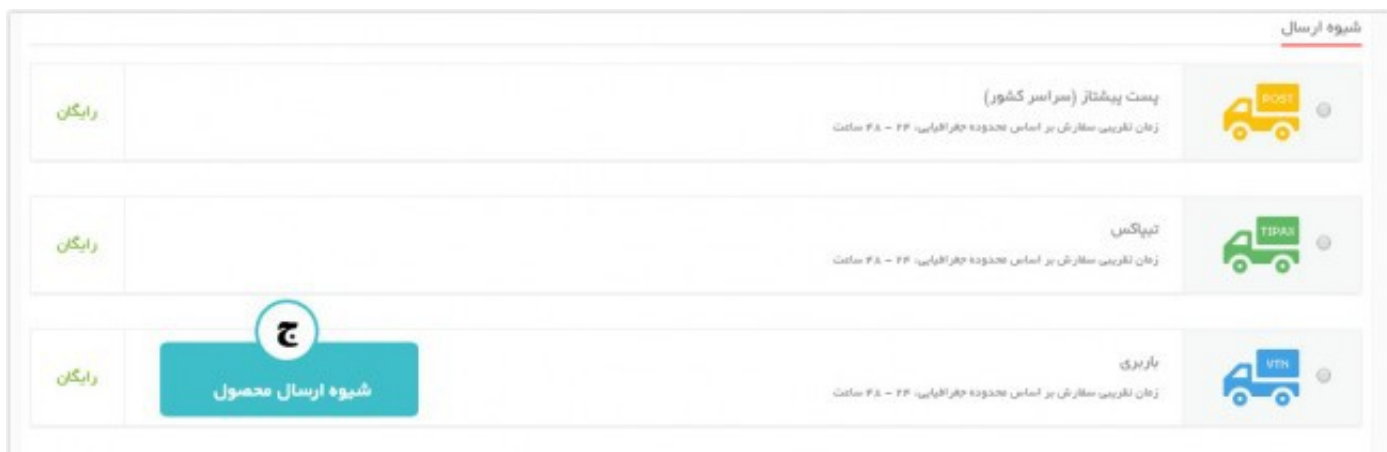 شیوه ارسال
POST
پست پیشتاز (سراسر کشور)
زمان تقریبی سفارش بر اساس محدوده جغرافیایی: ۲۴ - ۴۸ ساعت
رایگان
TIPAX
تیپاکس
زمان تقریبی سفارش بر اساس محدوده جغرافیایی: ۲۴ - ۴۸ ساعت
رایگان
VTN
باربری
زمان تقریبی سفارش بر اساس محدوده جغرافیایی: ۲۴ - ۴۸ ساعت
رایگان
ج
شیوه ارسال محصول